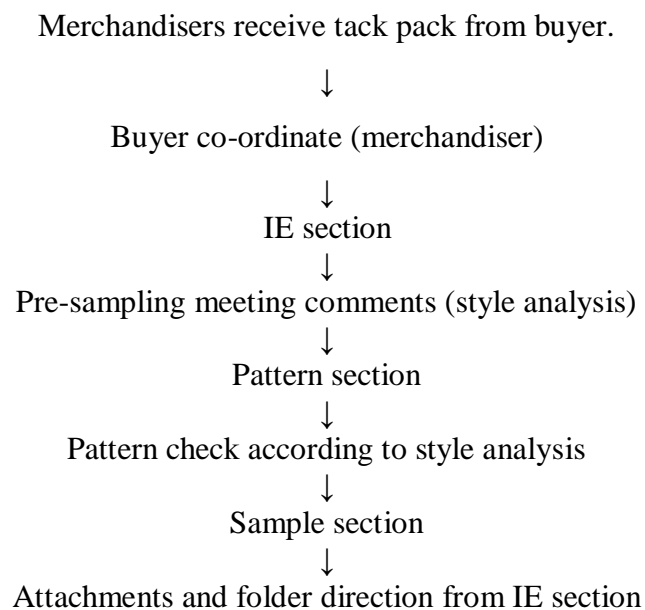 Merchandisers receive tack pack from buyer.
↓
Buyer co-ordinate (merchandiser)
↓
IE section
↓
Pre-sampling meeting comments (style analysis)
↓
Pattern section
↓
Pattern check according to style analysis
↓
Sample section
↓
Attachments and folder direction from IE section